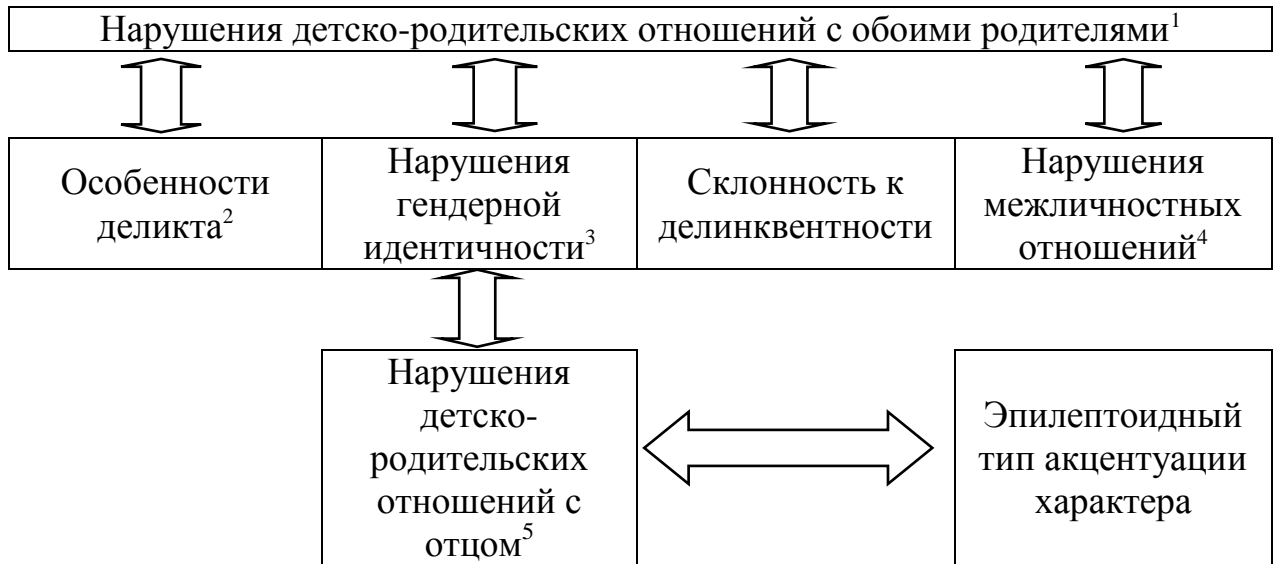 Нарушения детско-родительских отношений с обоими родителями¹
Особенности
деликта²
Нарушения
гендерной
идентичности³
Склонность к
делинквентности
Нарушения
межличностных
отношений⁴
Нарушения
детско-
родительских
отношений с
отцом⁵
Эпилептоидный
тип акцентуации
характера